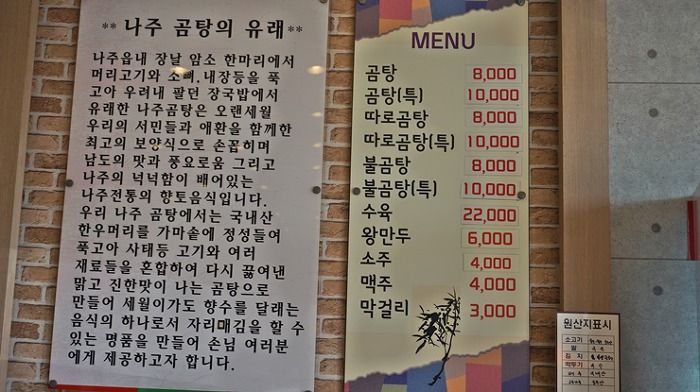 ** 나주 곰탕의 유래**
나주읍내 장날 암소 한마리에서
머리고기와 소뼈,내장등을 푹
고아 우려내 팔던 장국밥에서
유래한 나주곰탕은 오랜세월
우리의 서민들과 애환을 함께한
최고의 보양식으로 손꼽히며
남도의 맛과 풍요로움 그리고
나주의 넉넉함이 배어있는
나주전통의 향토음식입니다.
우리 나주 곰탕에서는 국내산
한우머리를 가마솥에 정성들여
푹고아 사태등 고기와 여러
재료들을 혼합하여 다시 끓여낸
맑고 진한맛이 나는 곰탕으로
만들어 세월이가도 향수를 달래는
음식의 하나로서 자리매김을 할 수
있는 명품을 만들어 손님 여러분
에게 제공하고자 합니다.
MENU
곰탕 8,000
곰탕(특) 10,000
따로곰탕 8,000
따로곰탕(특) 10,000
불곰탕 8,000
불곰탕(특) 10,000
수육 22,000
왕만두 6,000
소주 4,000
맥주 4,000
막걸리 3,000
원산지표시
소고기
쌀
김치
깍두기